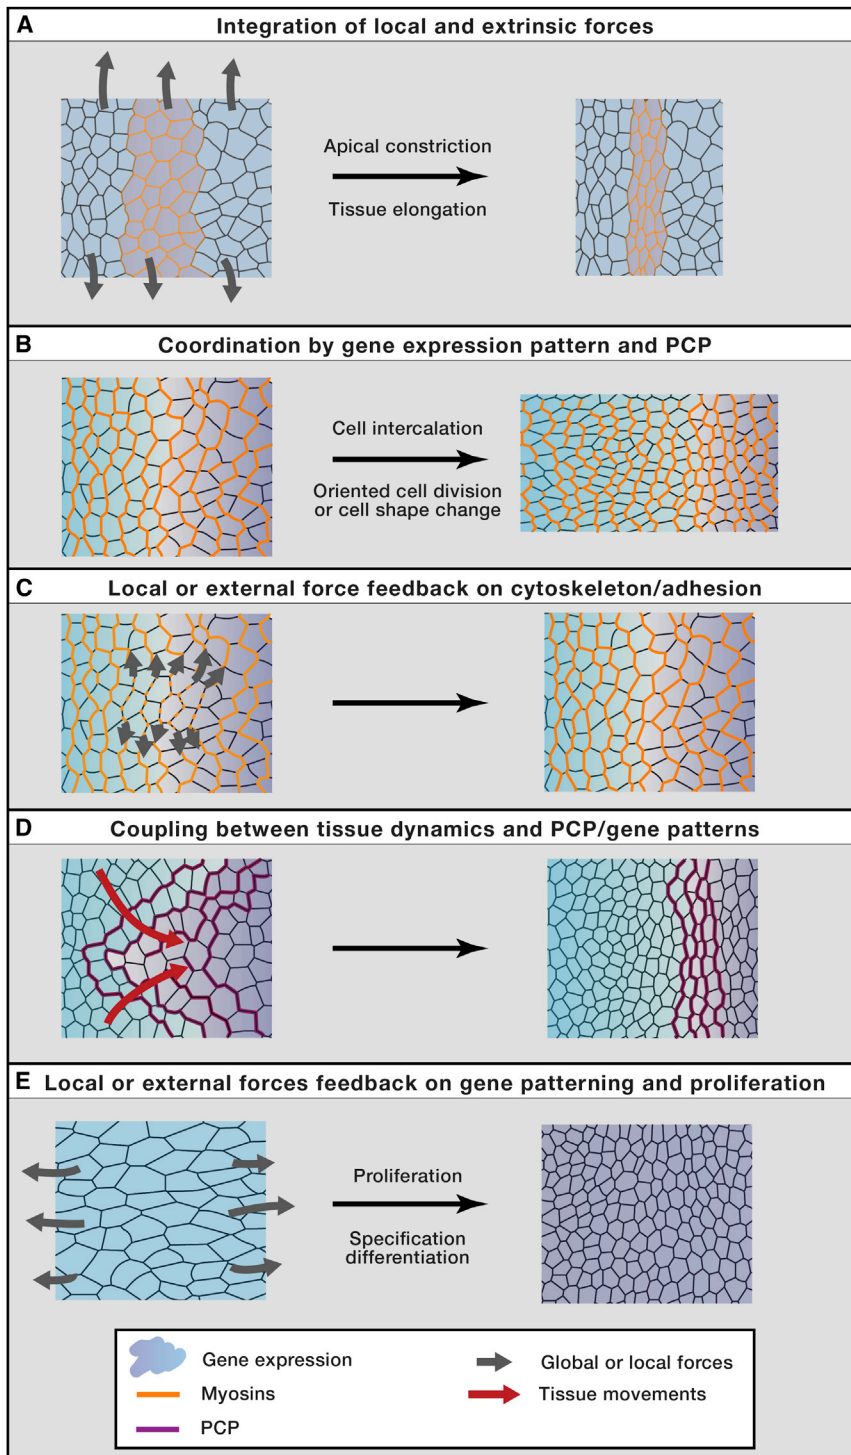 A Integration of local and extrinsic forces
Apical constriction
Tissue elongation
B Coordination by gene expression pattern and PCP
Cell intercalation
Oriented cell division
or cell shape change
C Local or external force feedback on cytoskeleton/adhesion
D Coupling between tissue dynamics and PCP/gene patterns
E Local or external forces feedback on gene patterning and proliferation
Proliferation
Specification
differentiation
Gene expression
Global or local forces
Myosins
Tissue movements
PCP